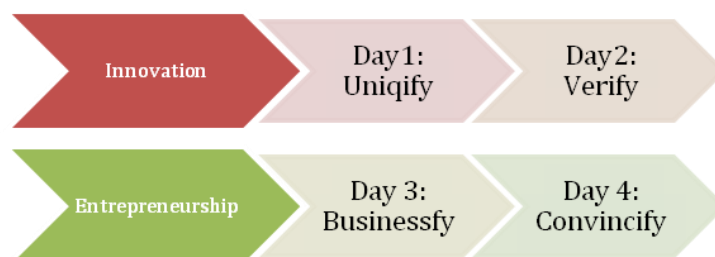 Innovation
Day1:
Uniqify
Day2:
Verify
Entrepreneurship
Day 3:
Businessfy
Day 4:
Convincify